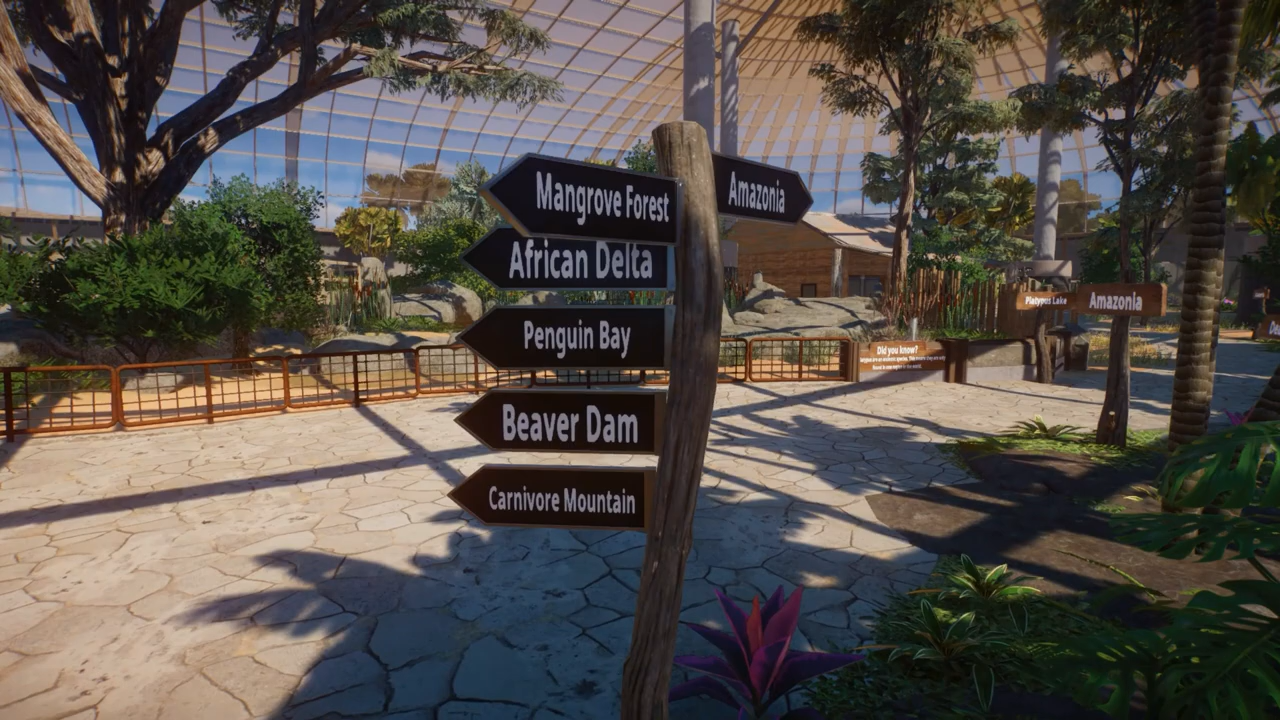 Mangrove Forest
Amazonia
African Delta
Penguin Bay
Beaver Dam
Carnivore Mountain
Platypus Lake
Amazonia
Did you know?